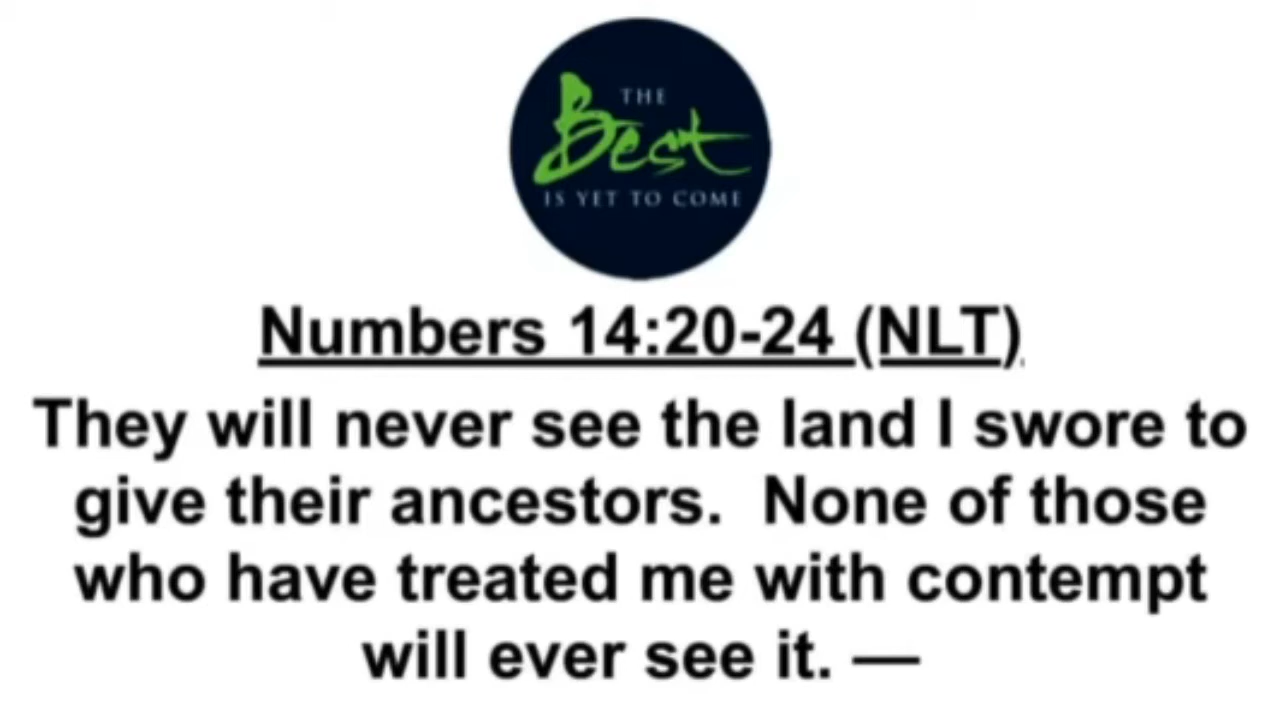 THE
Best
IS YET TO COME
Numbers 14:20-24 (NLT)
They will never see the land I swore to
give their ancestors.  None of those
who have treated me with contempt
will ever see it. —